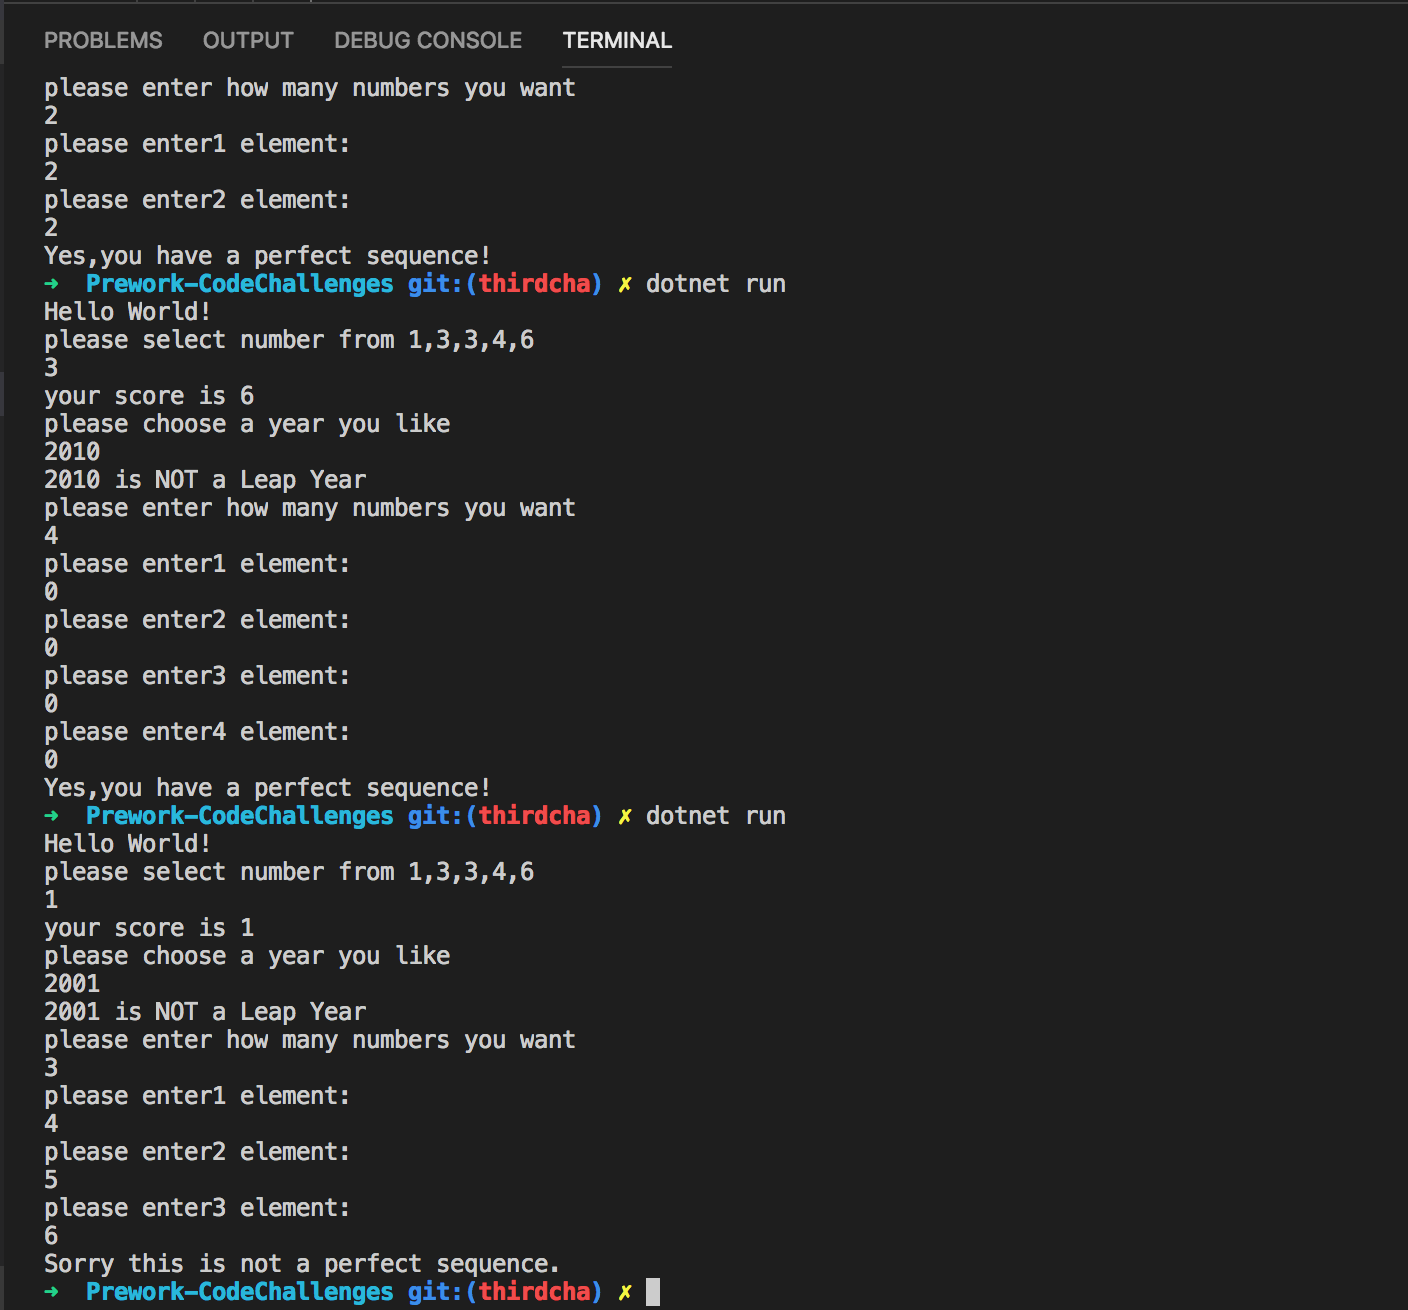 PROBLEMS OUTPUT DEBUG CONSOLE TERMINAL
please enter how many numbers you want
2
please enter1 element:
2
please enter2 element:
2
Yes,you have a perfect sequence!
➜ Prework-CodeChallenges git:(thirdcha) ✗ dotnet run
Hello World!
please select number from 1,3,3,4,6
3
your score is 6
please choose a year you like
2010
2010 is NOT a Leap Year
please enter how many numbers you want
4
please enter1 element:
0
please enter2 element:
0
please enter3 element:
0
please enter4 element:
0
Yes,you have a perfect sequence!
➜ Prework-CodeChallenges git:(thirdcha) ✗ dotnet run
Hello World!
please select number from 1,3,3,4,6
1
your score is 1
please choose a year you like
2001
2001 is NOT a Leap Year
please enter how many numbers you want
3
please enter1 element:
4
please enter2 element:
5
please enter3 element:
6
Sorry this is not a perfect sequence.
➜ Prework-CodeChallenges git:(thirdcha) ✗